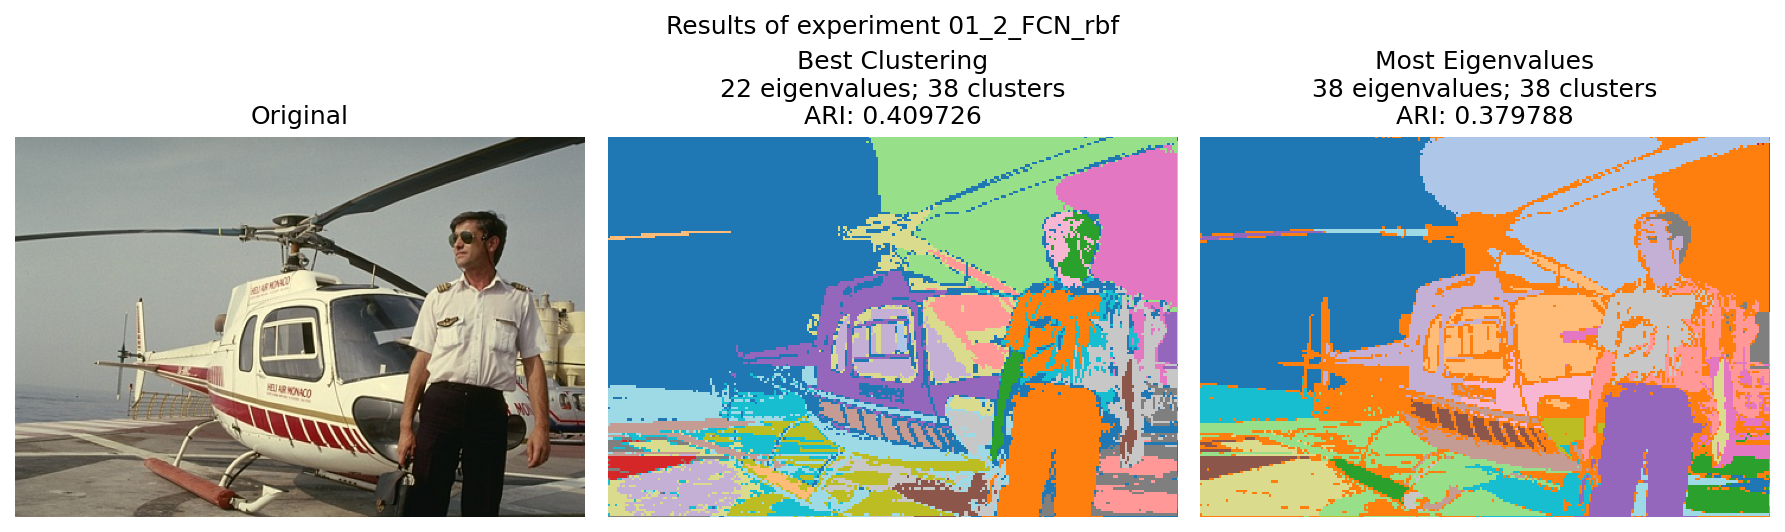 Results of experiment 01_2_FCN_rbf
Original
Best Clustering
22 eigenvalues; 38 clusters
ARI: 0.409726
Most Eigenvalues
38 eigenvalues; 38 clusters
ARI: 0.379788
HELI AIR MONACO
HELI AIR MONACO